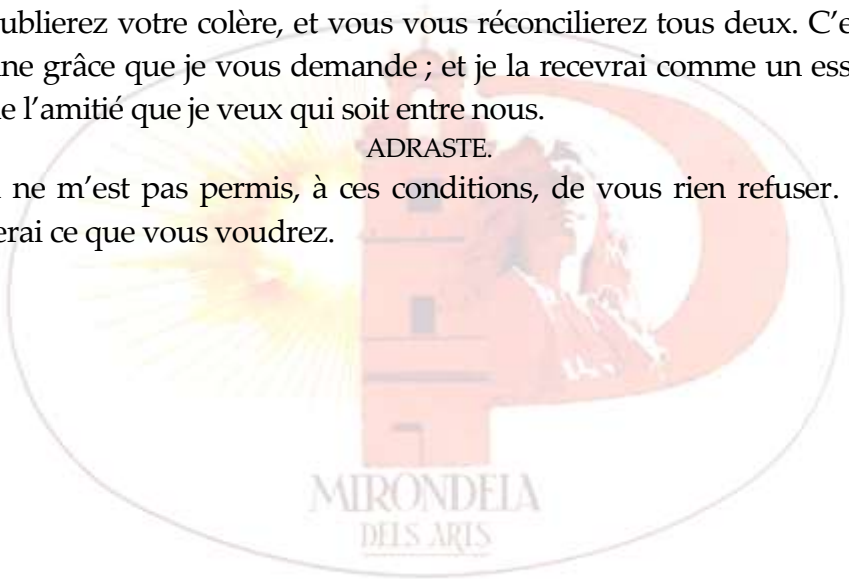 ublierez votre colère, et vous vous réconcilierez tous deux. C'e
ne grâce que je vous demande ; et je la recevrai comme un ess
e l'amitié que je veux qui soit entre nous.
ADRASTE.
ne m'est pas permis, à ces conditions, de vous rien refuser.
erai ce que vous voudrez.
MIRONDELA
DELS ARTS